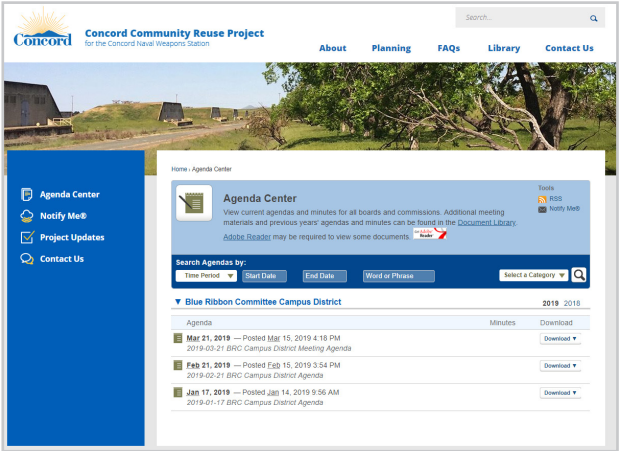 Search...
Concord
Concord Community Reuse Project
for the Concord Naval Weapons Station
About Planning FAQs Library Contact Us
Agenda Center
Notify Me®
Project Updates
Contact Us
Home › Agenda Center
Agenda Center
View current agendas and minutes for all boards and commissions. Additional meeting
materials and previous years' agendas and minutes can be found in the Document Library.
Adobe Reader may be required to view some documents.
Get Adobe Reader
Tools
RSS
Notify Me®
Search Agendas by:
Time Period ▼ Start Date End Date Word or Phrase Select a Category ▼
▼ Blue Ribbon Committee Campus District 2019 2018
Agenda Minutes Download
Mar 21, 2019 — Posted Mar 15, 2019 4:18 PM Download ▼
2019-03-21 BRC Campus District Meeting Agenda
Feb 21, 2019 — Posted Feb 15, 2019 3:54 PM Download ▼
2019-02-21 BRC Campus District Agenda
Jan 17, 2019 — Posted Jan 14, 2019 9:56 AM Download ▼
2019-01-17 BRC Campus District Agenda